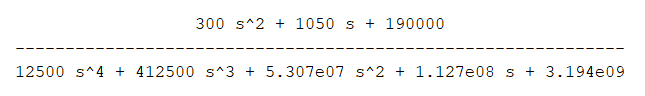 300 s^2 + 1050 s + 190000
-------------------------------------------------------------
12500 s^4 + 412500 s^3 + 5.307e07 s^2 + 1.127e08 s + 3.194e09